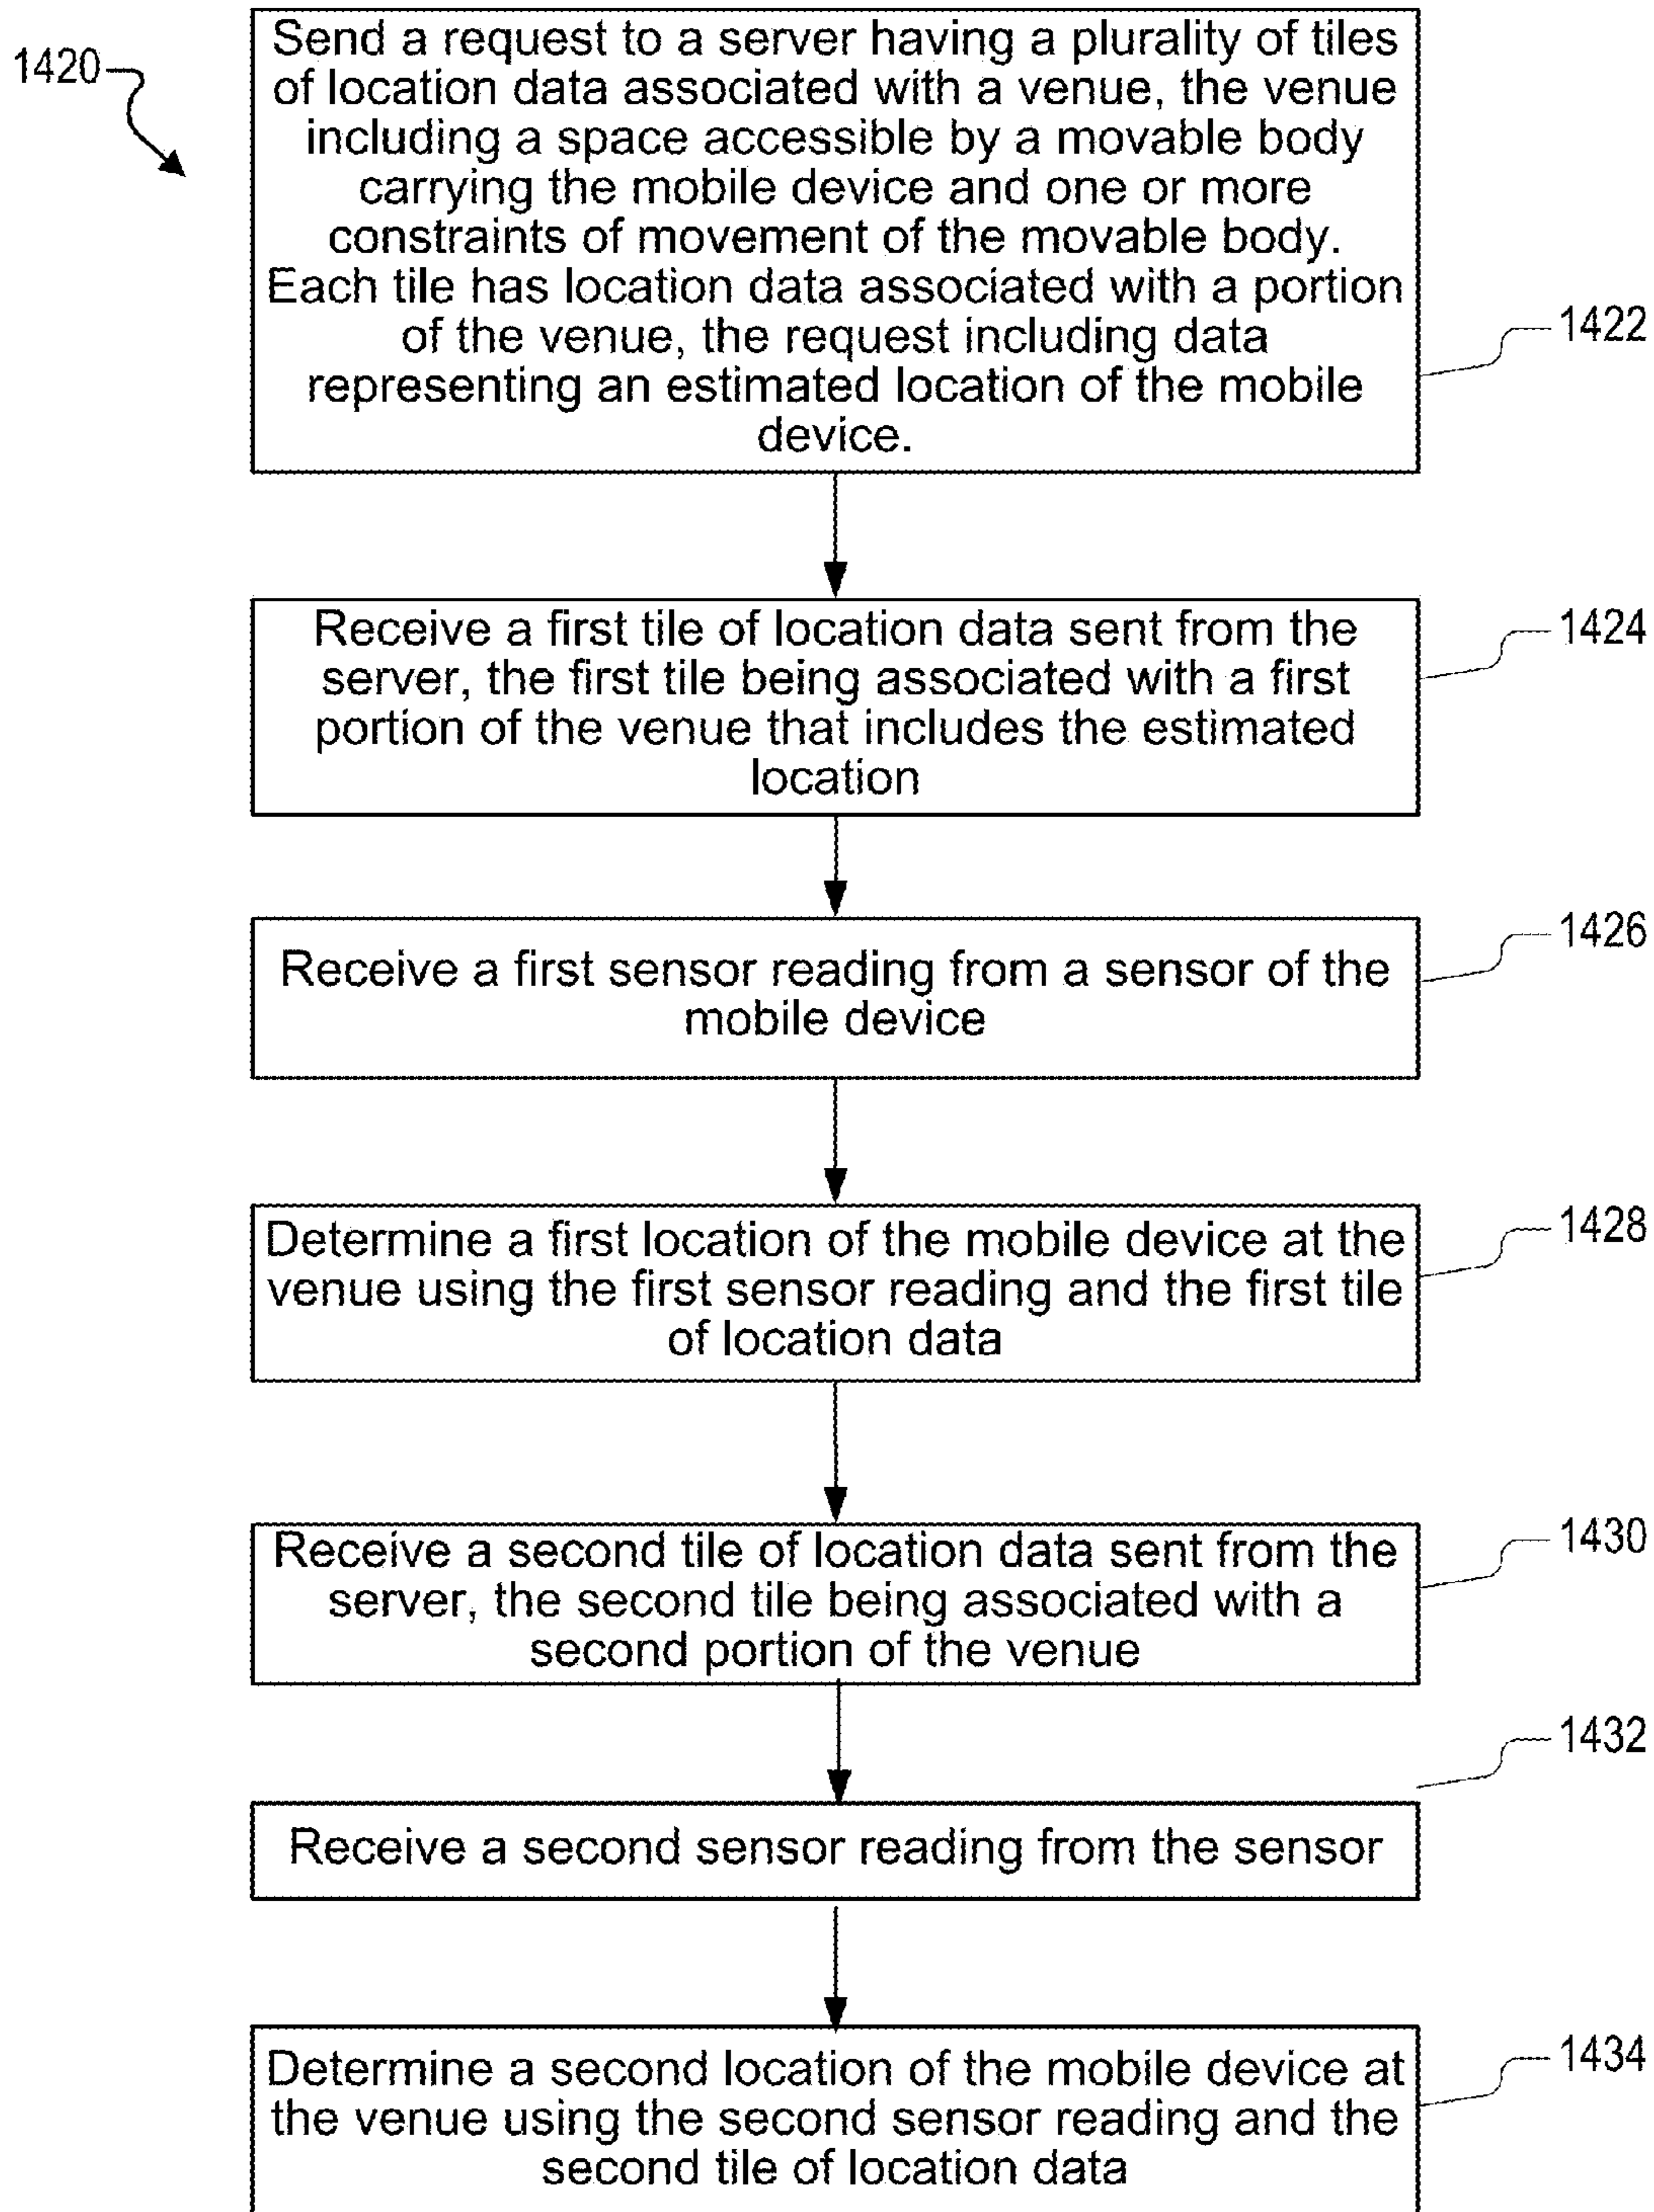 1420
Send a request to a server having a plurality of tiles
of location data associated with a venue, the venue
including a space accessible by a movable body
carrying the mobile device and one or more
constraints of movement of the movable body.
Each tile has location data associated with a portion
of the venue, the request including data
representing an estimated location of the mobile
device.
1422
Receive a first tile of location data sent from the
server, the first tile being associated with a first
portion of the venue that includes the estimated
location
1424
Receive a first sensor reading from a sensor of the
mobile device
1426
Determine a first location of the mobile device at the
venue using the first sensor reading and the first tile
of location data
1428
Receive a second tile of location data sent from the
server, the second tile being associated with a
second portion of the venue
1430
Receive a second sensor reading from the sensor
1432
Determine a second location of the mobile device at
the venue using the second sensor reading and the
second tile of location data
1434